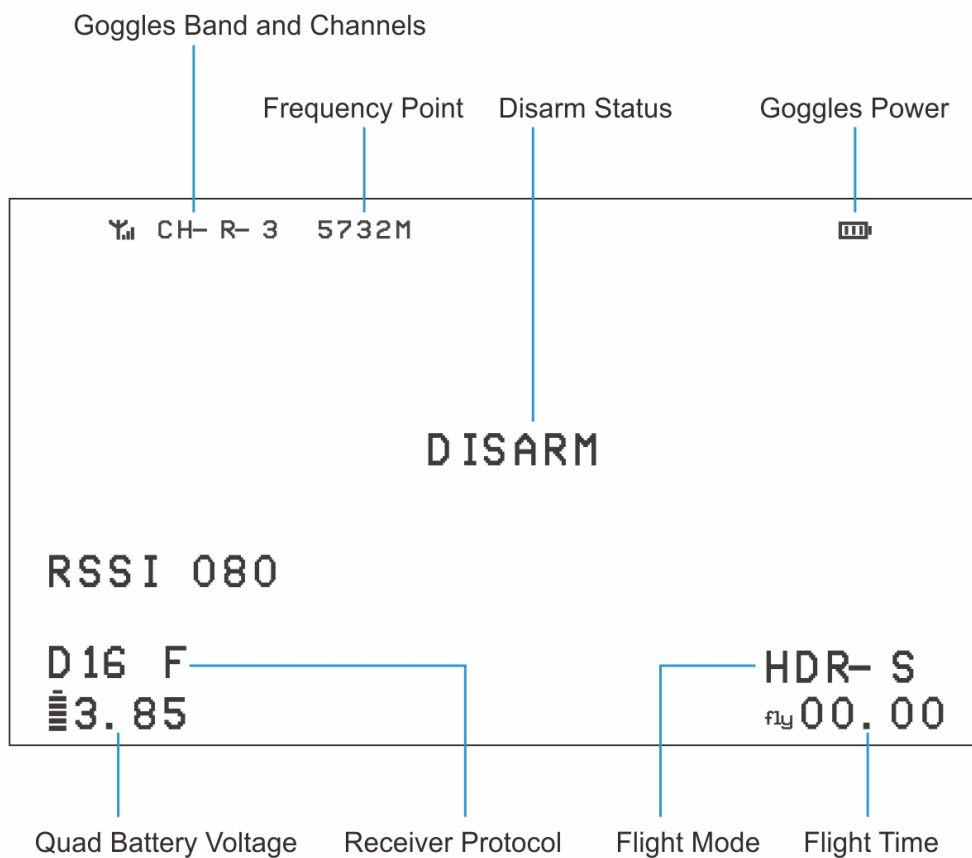 Goggles Band and Channels
Frequency Point Disarm Status Goggles Power
CH- R- 3 5732M
DISARM
RSSI 080
D16 F HDR- S
3.85 fly 00.00
Quad Battery Voltage Receiver Protocol Flight Mode Flight Time